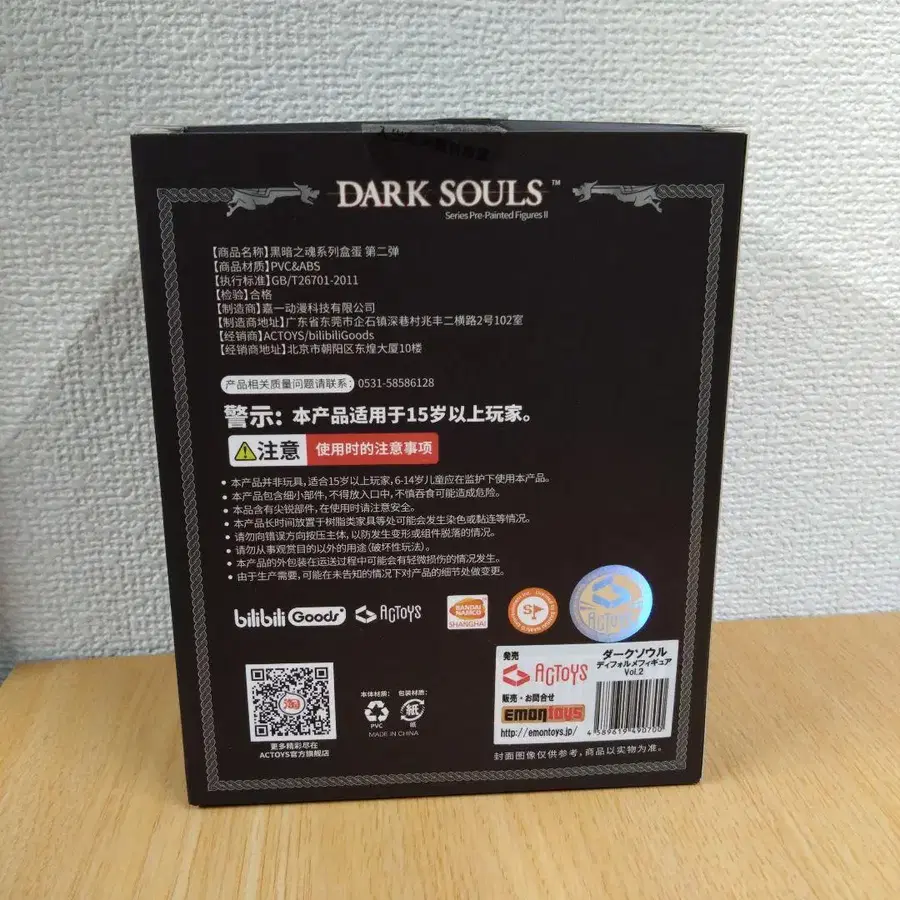 DARK SOULS™
Series Pre-Painted Figures II
【商品名称】黑暗之魂系列盒蛋 第二弹
【商品材质】PVC&ABS
【执行标准】GB/T26701-2011
【检验】合格
【制造商】嘉一动漫科技有限公司
【制造商地址】广东省东莞市企石镇深巷村兆丰二横路2号102室
【经销商】ACTOYS/bilibiliGoods
【经销商地址】北京市朝阳区东煌大厦10楼
产品相关质量问题请联系: 0531-58586128
警示: 本产品适用于15岁以上玩家。
注意 使用时的注意事项
• 本产品并非玩具,适合15岁以上玩家,6-14岁儿童应在监护下使用本产品。
• 本产品包含细小部件,不得放入口中,不慎吞食可能造成危险。
• 本品含有尖锐部件,在使用时请注意安全。
• 本产品长时间放置于树脂类家具等处可能会发生染色或黏连等情况。
• 请勿向错误方向按压主体,以防发生变形或组件脱落的情况。
• 请勿从事观赏目的以外的用途(破坏性玩法)。
• 本产品的外包装在运送过程中可能会有轻微损伤的情况发生。
• 由于生产需要,可能在未告知的情况下对产品的细节处做变更。
bilibili Goods ACTOYS BANDAI NAMCO SHANGHAI SP ACTOYS
淘
更多精彩尽在
ACTOYS官方旗舰店
本体材质: 包装材质:
PVC 紙 纸
MADE IN CHINA
発売
ACTOYS
販売・お問合せ
Emontoys
http://emontoys.jp/
ダークソウル
ディフォルメフィギュア
Vol.2
4 589619 490700
封面图像仅供参考,商品以实物为准。